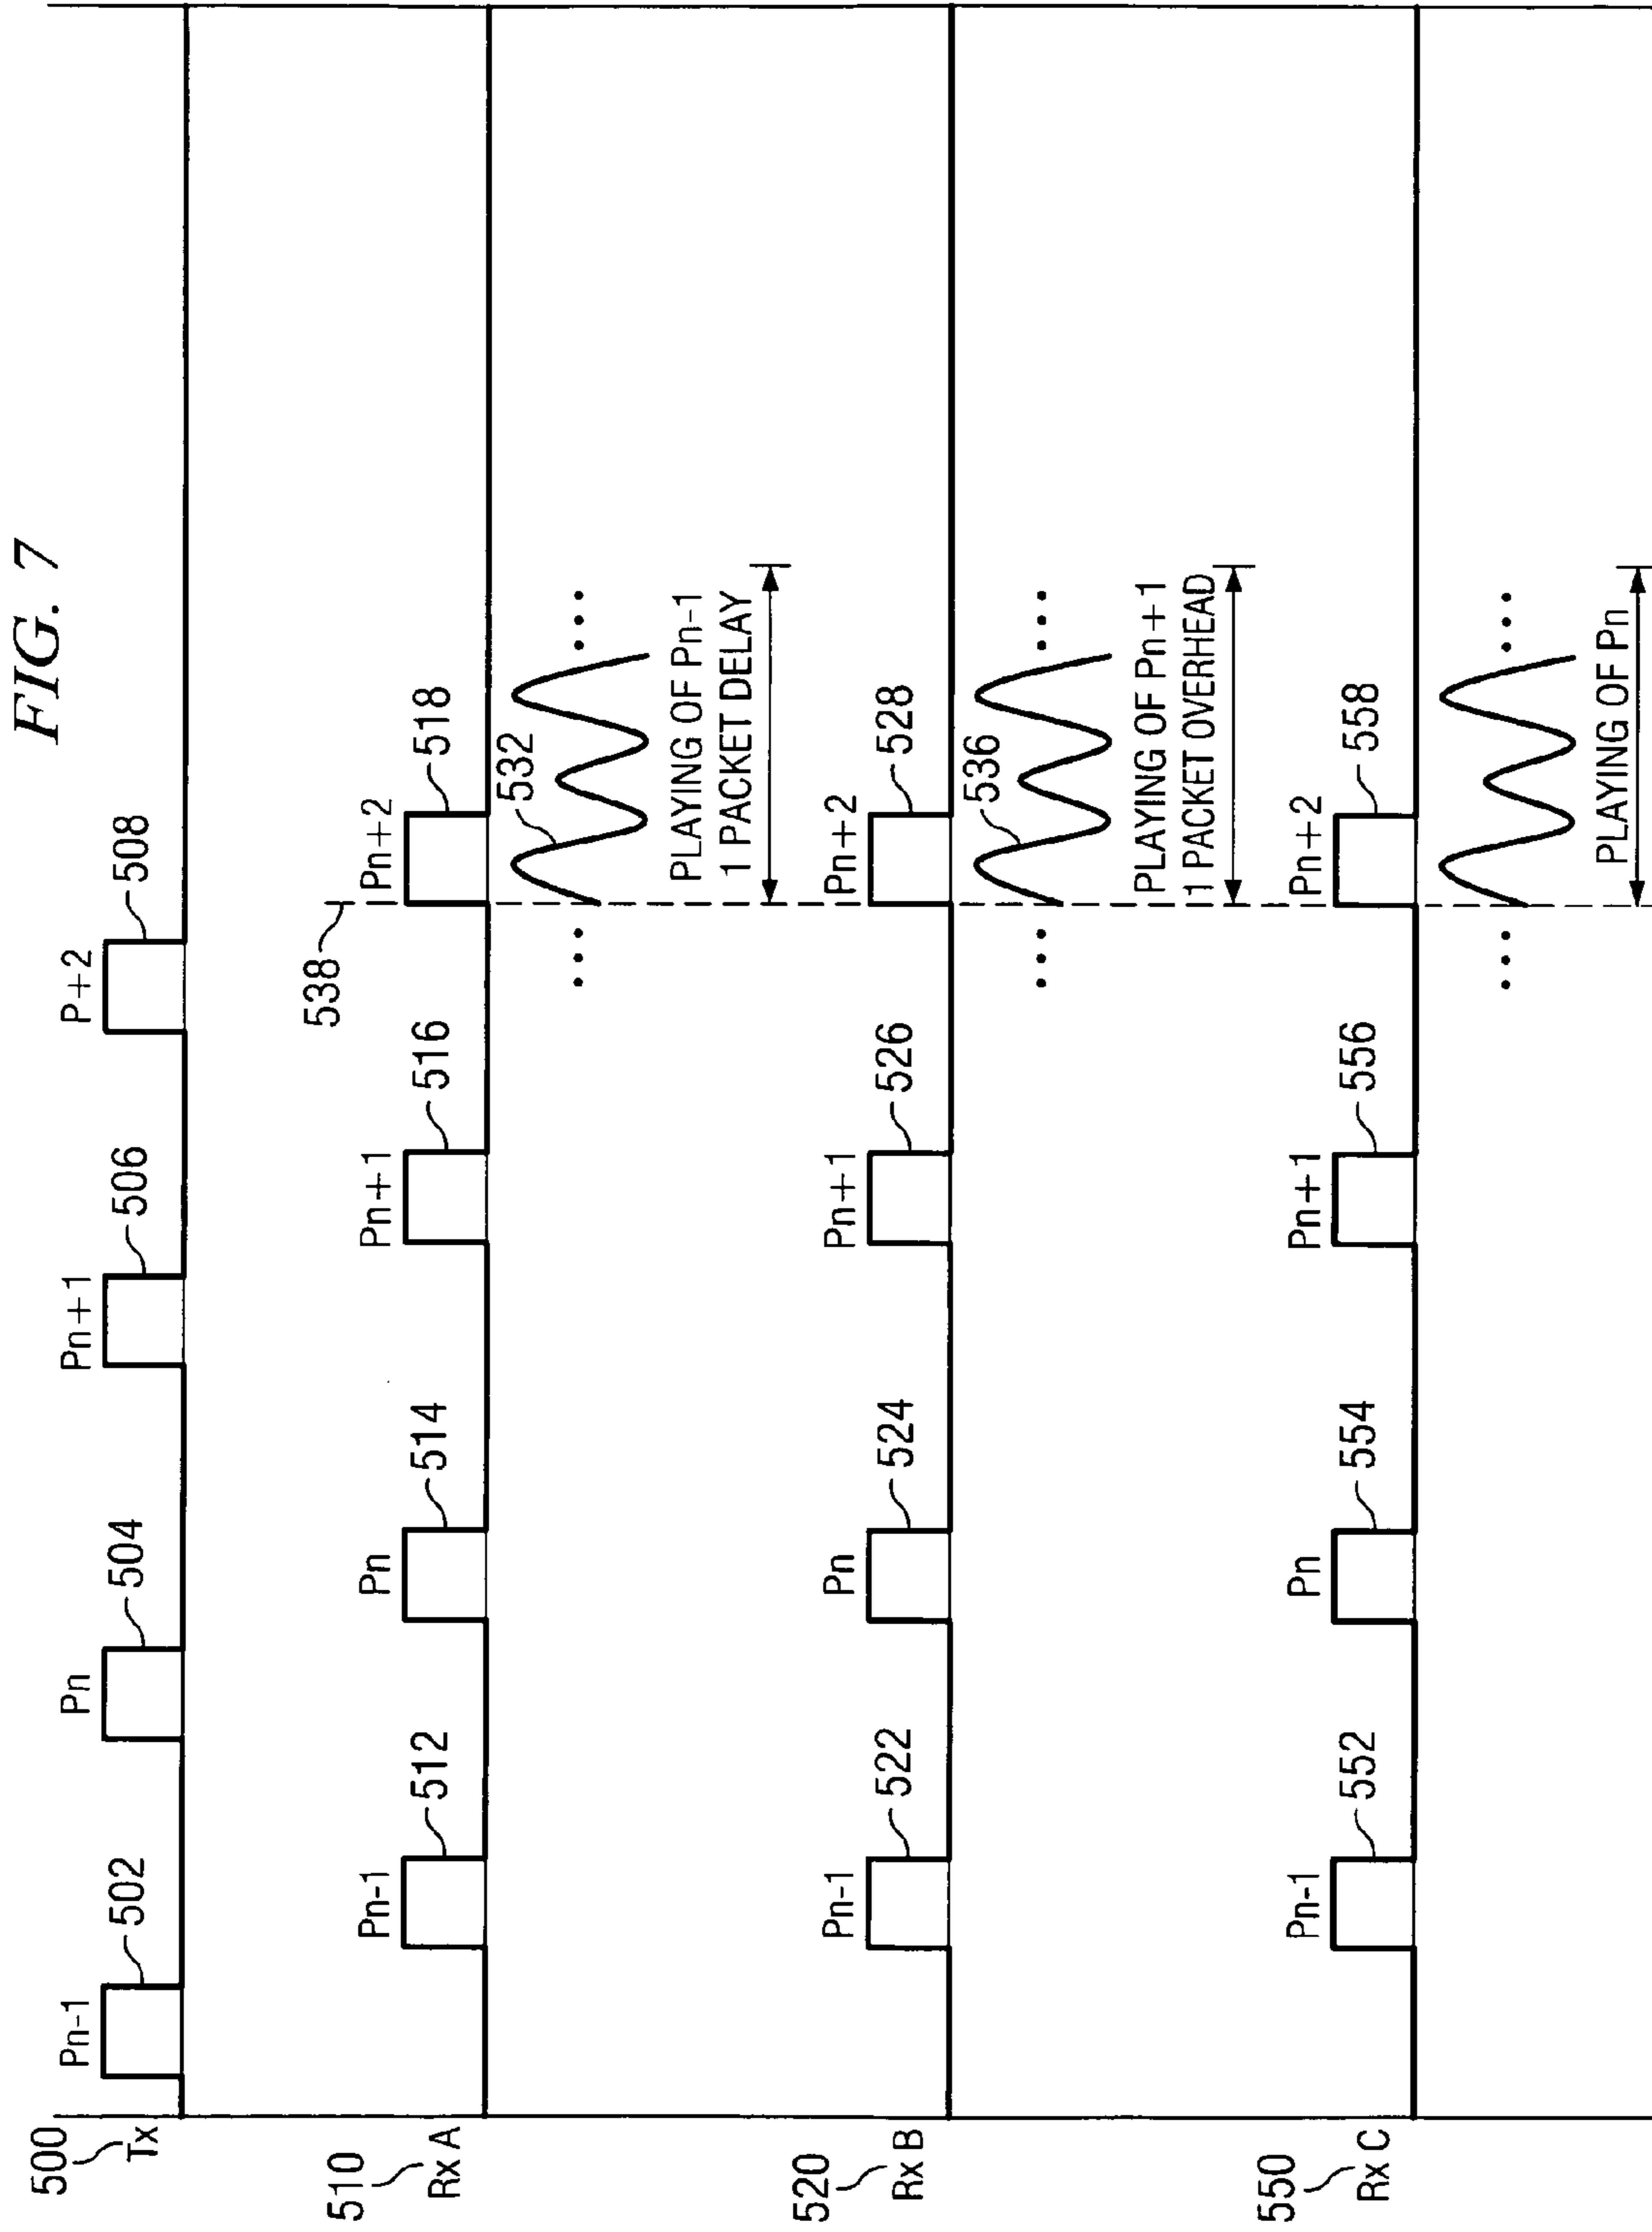 FIG. 7
500
Tx
Pn-1
502
Pn
504
Pn+1
506
P+2
508
538
510
Rx A
Pn-1
512
Pn
514
Pn+1
516
Pn+2
518
532
PLAYING OF Pn-1
1 PACKET DELAY
520
Rx B
Pn-1
522
Pn
524
Pn+1
526
Pn+2
528
536
PLAYING OF Pn+1
1 PACKET OVERHEAD
550
Rx C
Pn-1
552
Pn
554
Pn+1
556
Pn+2
558
PLAYING OF Pn